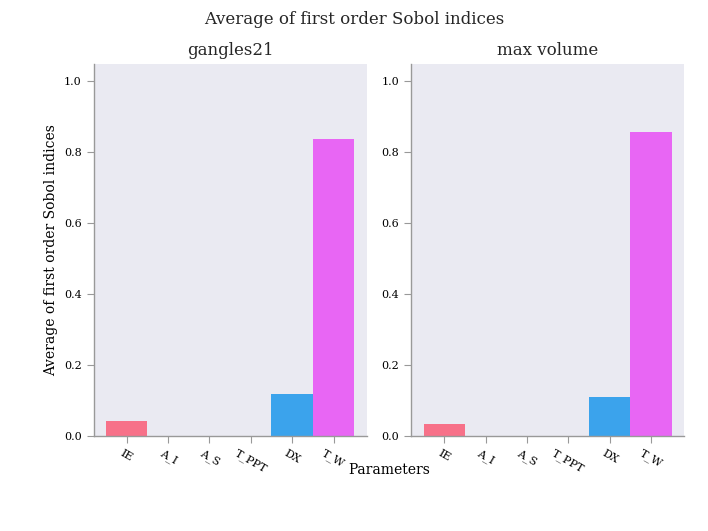 Average of first order Sobol indices
gangles21
max volume
Average of first order Sobol indices
1.0
0.8
0.6
0.4
0.2
0.0
IE
A_I
A_S
T_PPT
DX
T_W
1.0
0.8
0.6
0.4
0.2
0.0
IE
A_I
A_S
T_PPT
DX
T_W
Parameters